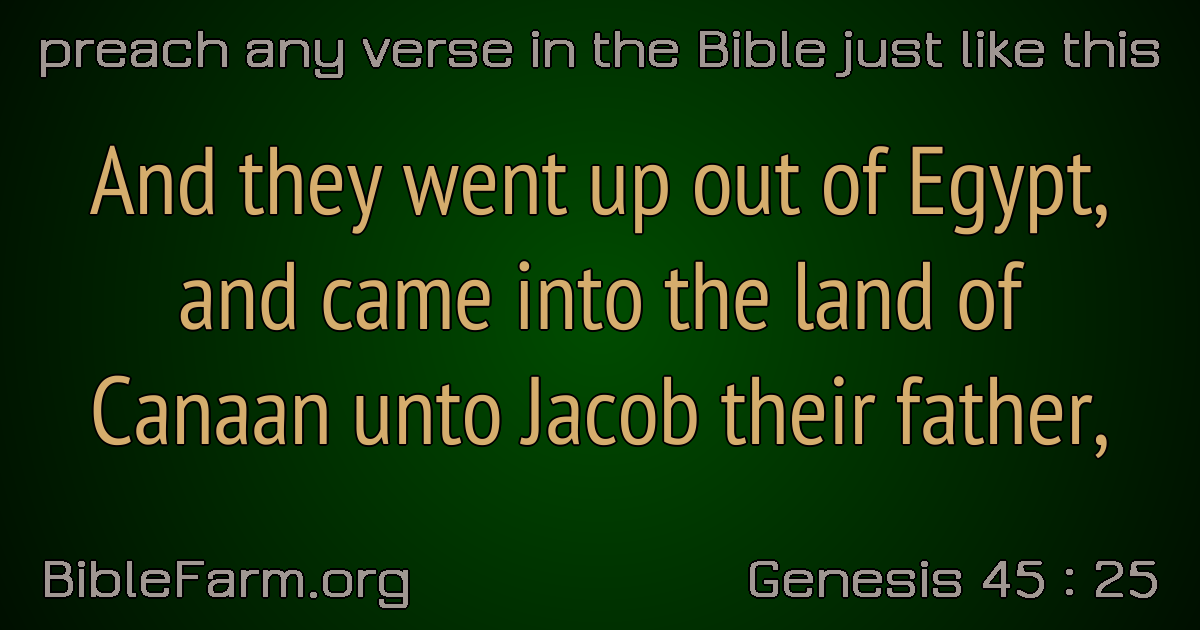 preach any verse in the Bible just like this
And they went up out of Egypt,
and came into the land of
Canaan unto Jacob their father,
BibleFarm.org
Genesis 45 : 25